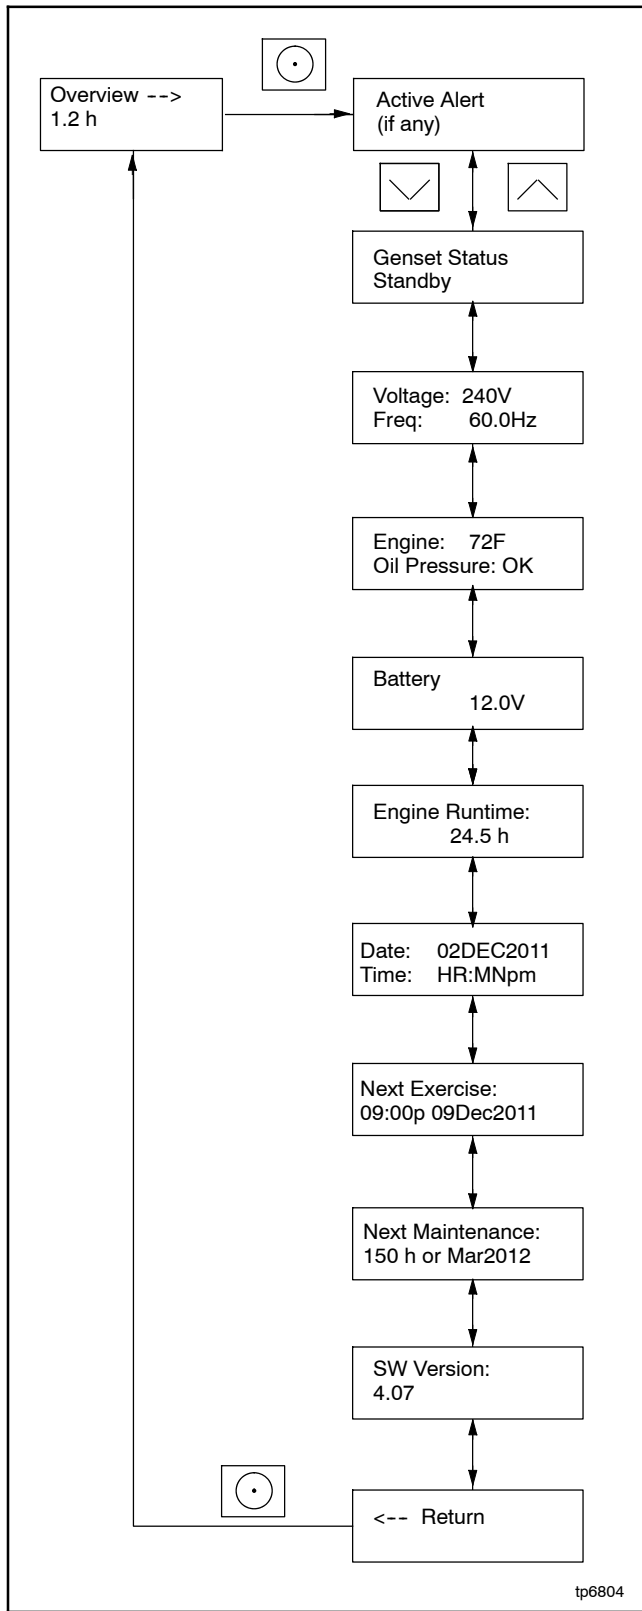 Overview -->
1.2 h
Active Alert
(if any)
Genset Status
Standby
Voltage: 240V
Freq: 60.0Hz
Engine: 72F
Oil Pressure: OK
Battery
12.0V
Engine Runtime:
24.5 h
Date: 02DEC2011
Time: HR:MNpm
Next Exercise:
09:00p 09Dec2011
Next Maintenance:
150 h or Mar2012
SW Version:
4.07
<-- Return
tp6804